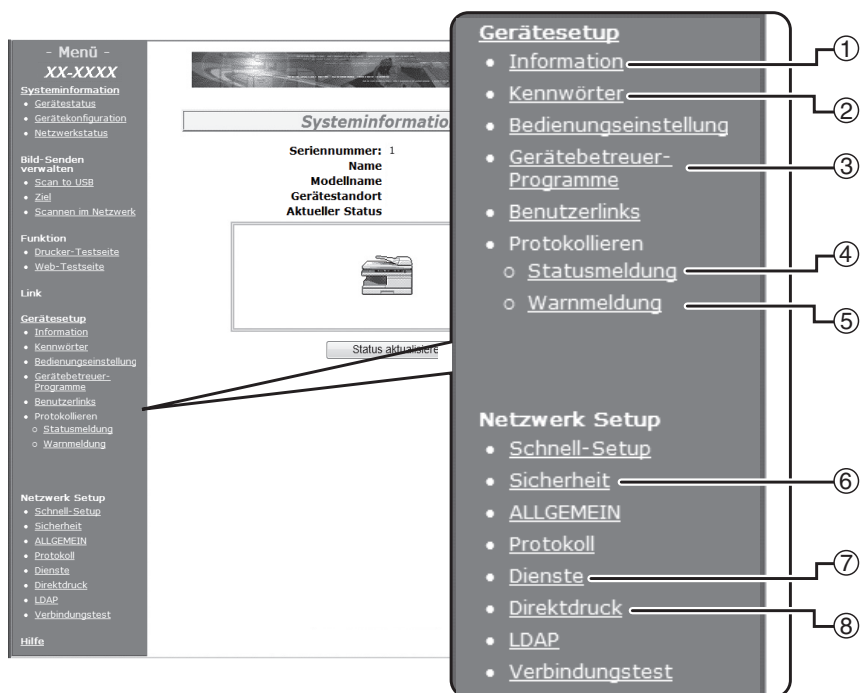 - Menü -
XX-XXXX
Systeminformation
• Gerätestatus
• Gerätekonfiguration
• Netzwerkstatus
Bild-Senden
verwalten
• Scan to USB
• Ziel
• Scannen im Netzwerk
Funktion
• Drucker-Testseite
• Web-Testseite
Link
Gerätesetup
• Information
• Kennwörter
• Bedienungseinstellung
• Gerätebetreuer-
Programme
• Benutzerlinks
• Protokollieren
o Statusmeldung
o Warnmeldung
Netzwerk Setup
• Schnell-Setup
• Sicherheit
• ALLGEMEIN
• Protokoll
• Dienste
• Direktdruck
• LDAP
• Verbindungstest
Hilfe
Systeminformatio
Seriennummer: 1
Name
Modellname
Gerätestandort
Aktueller Status
Status aktualisiere
Gerätesetup
• Information ①
• Kennwörter ②
• Bedienungseinstellung
• Gerätebetreuer-
Programme ③
• Benutzerlinks
• Protokollieren
o Statusmeldung ④
o Warnmeldung ⑤
Netzwerk Setup
• Schnell-Setup
• Sicherheit ⑥
• ALLGEMEIN
• Protokoll
• Dienste ⑦
• Direktdruck ⑧
• LDAP
• Verbindungstest